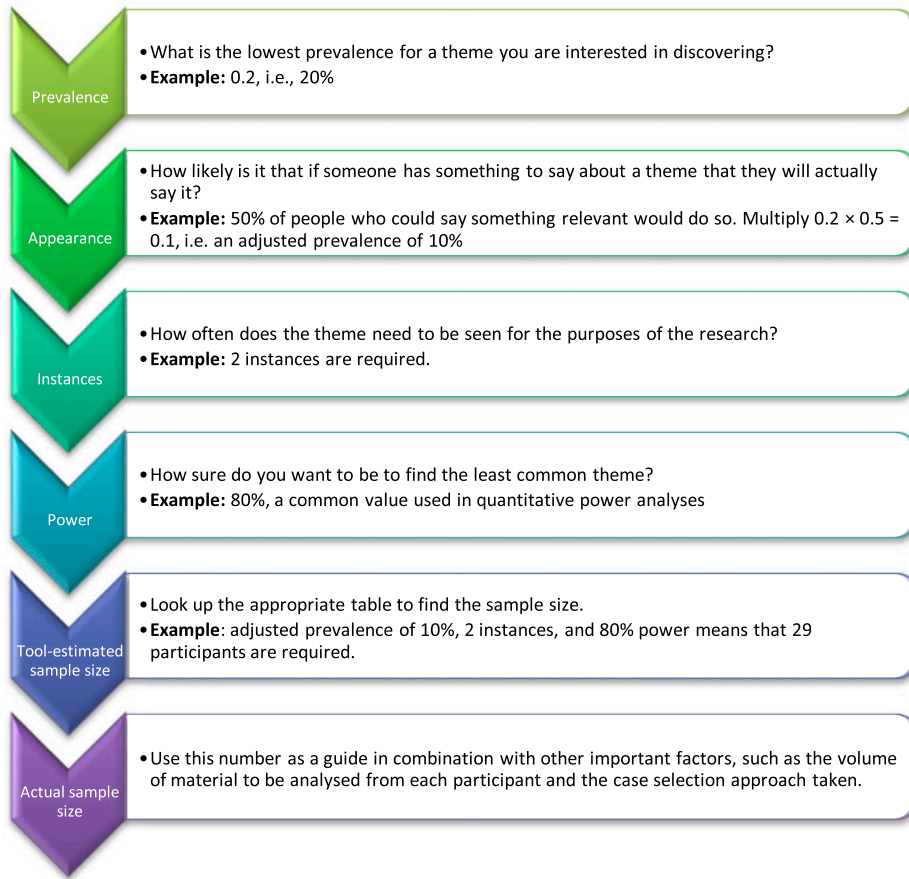 Prevalence
•What is the lowest prevalence for a theme you are interested in discovering?
•Example: 0.2, i.e., 20%
Appearance
•How likely is it that if someone has something to say about a theme that they will actually
say it?
•Example: 50% of people who could say something relevant would do so. Multiply 0.2 × 0.5 =
0.1, i.e. an adjusted prevalence of 10%
Instances
•How often does the theme need to be seen for the purposes of the research?
•Example: 2 instances are required.
Power
•How sure do you want to be to find the least common theme?
•Example: 80%, a common value used in quantitative power analyses
Tool-estimated
sample size
•Look up the appropriate table to find the sample size.
•Example: adjusted prevalence of 10%, 2 instances, and 80% power means that 29
participants are required.
Actual sample
size
•Use this number as a guide in combination with other important factors, such as the volume
of material to be analysed from each participant and the case selection approach taken.